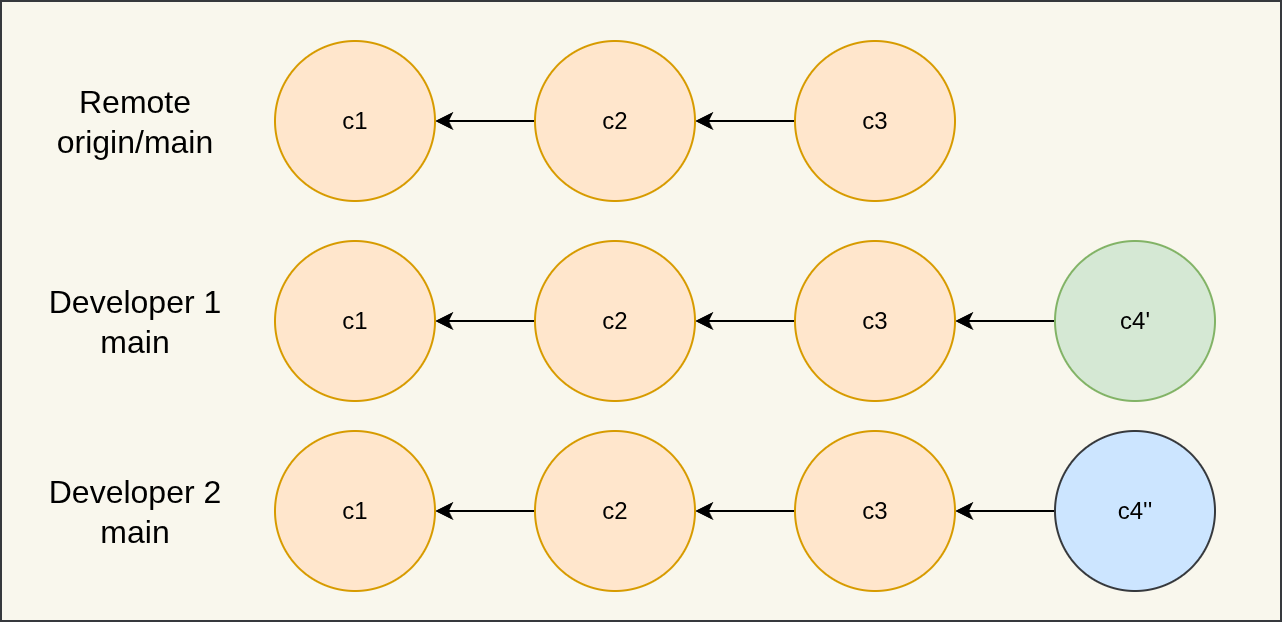 Remote
origin/main
c1
c2
c3
Developer 1
main
c1
c2
c3
c4'
Developer 2
main
c1
c2
c3
c4''